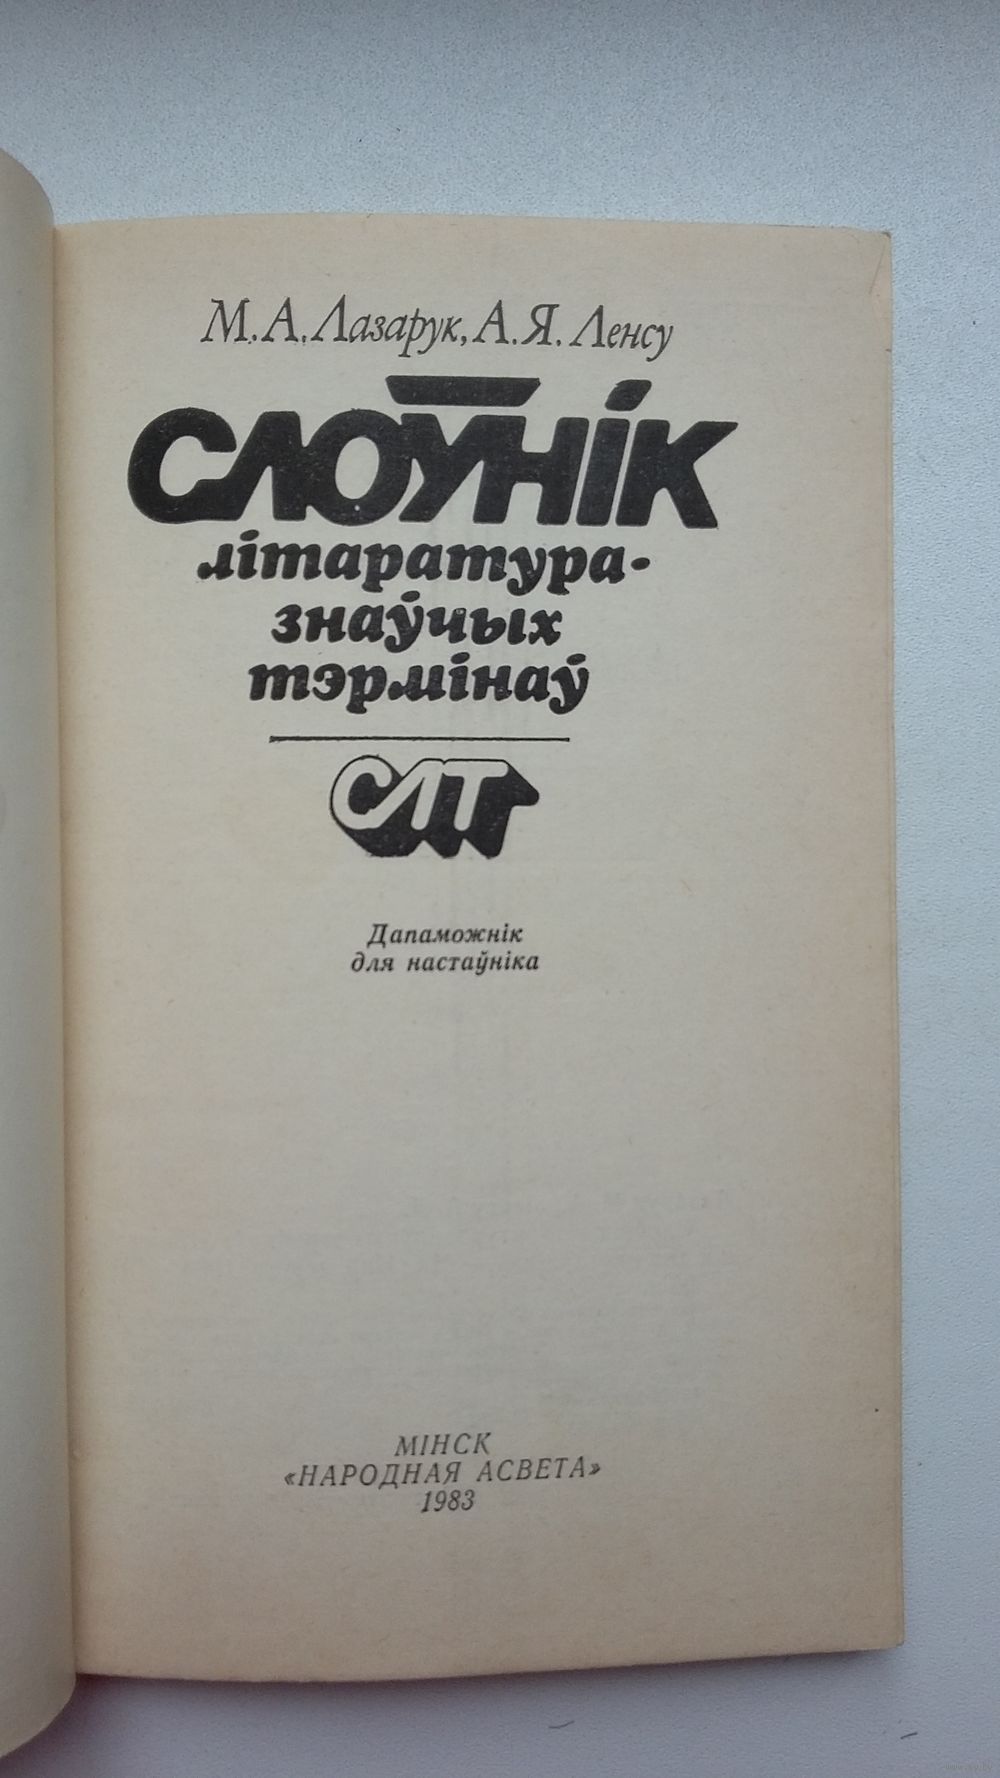 М. А. Лазарук, А. Я. Ленсу
слоўнік
літаратура-
знаўчых
тэрмінаў
СЛТ
Дапаможнік
для настаўніка
МІНСК
«НАРОДНАЯ АСВЕТА»
1983